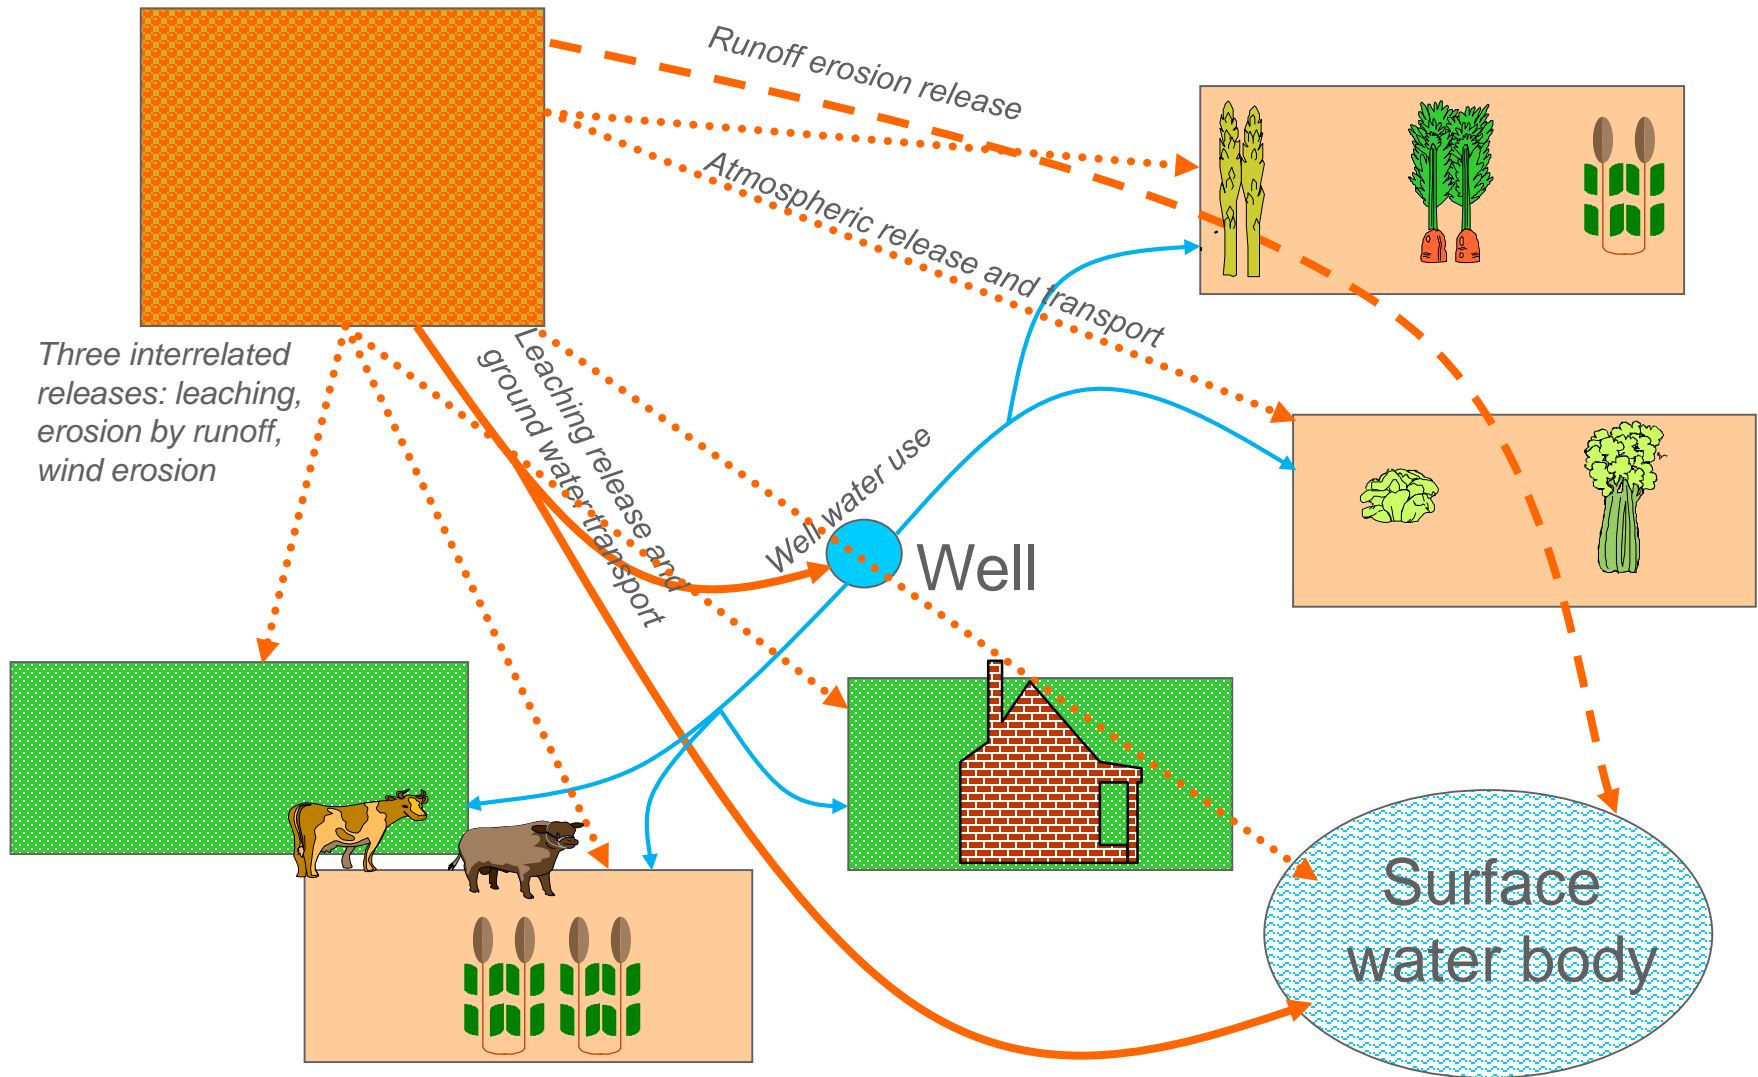 Runoff erosion release
Atmospheric release and transport
Three interrelated
releases: leaching,
erosion by runoff,
wind erosion
Leaching release and
ground water transport
Well water use
Well
Surface
water body